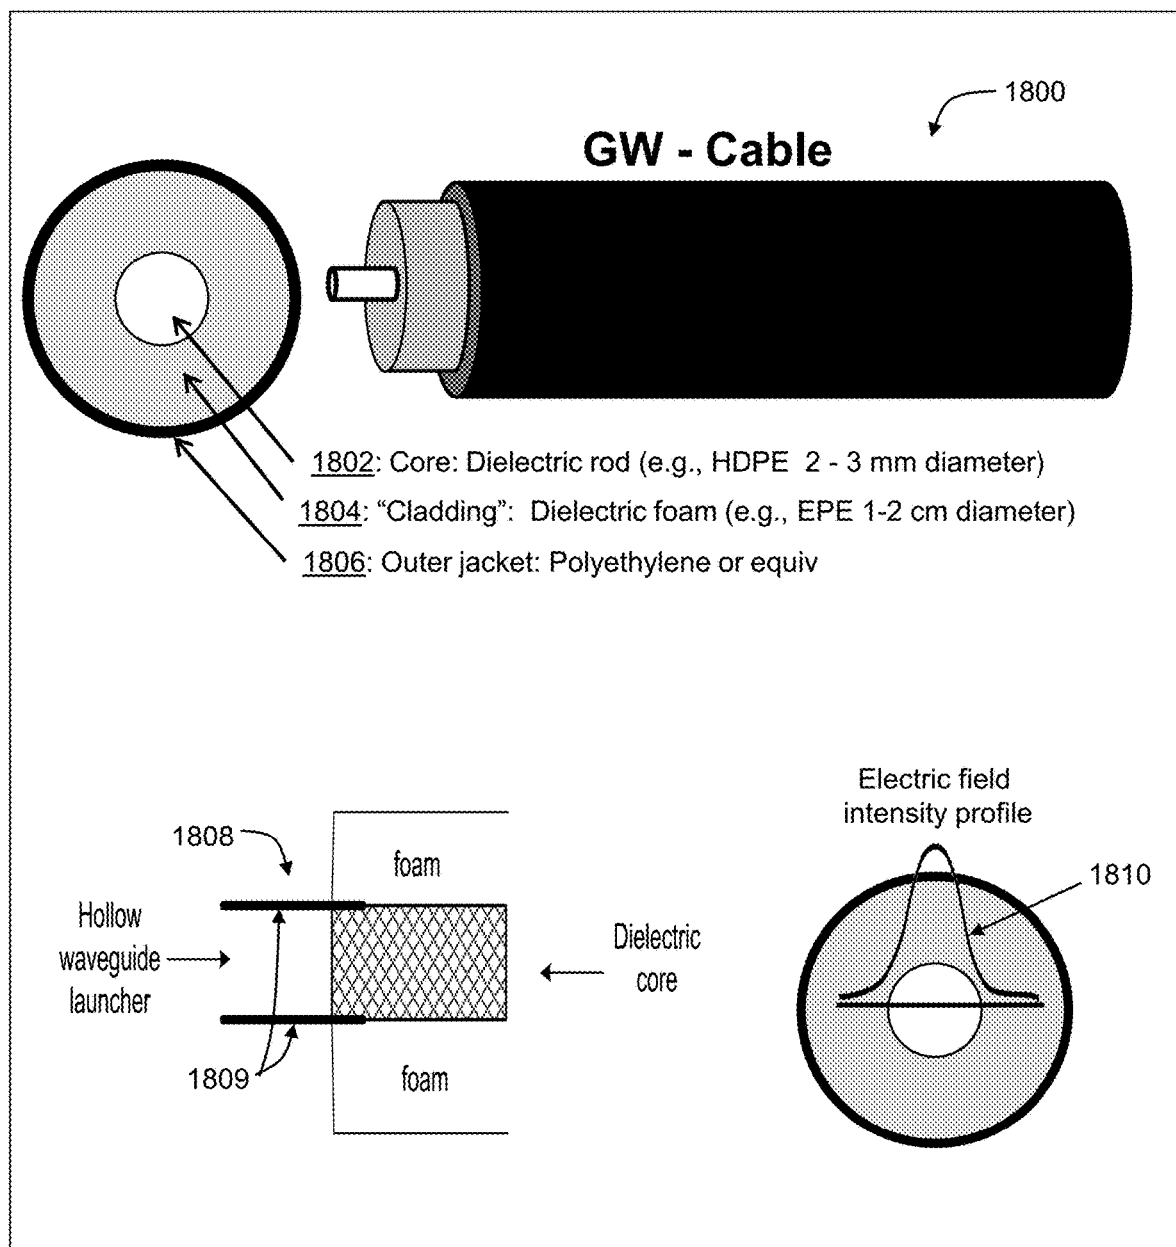 1800
GW - Cable
1802: Core: Dielectric rod (e.g., HDPE 2 - 3 mm diameter)
1804: “Cladding”: Dielectric foam (e.g., EPE 1-2 cm diameter)
1806: Outer jacket: Polyethylene or equiv
Electric field
intensity profile
1808
foam
1810
Hollow
waveguide
launcher
Dielectric
core
1809
foam